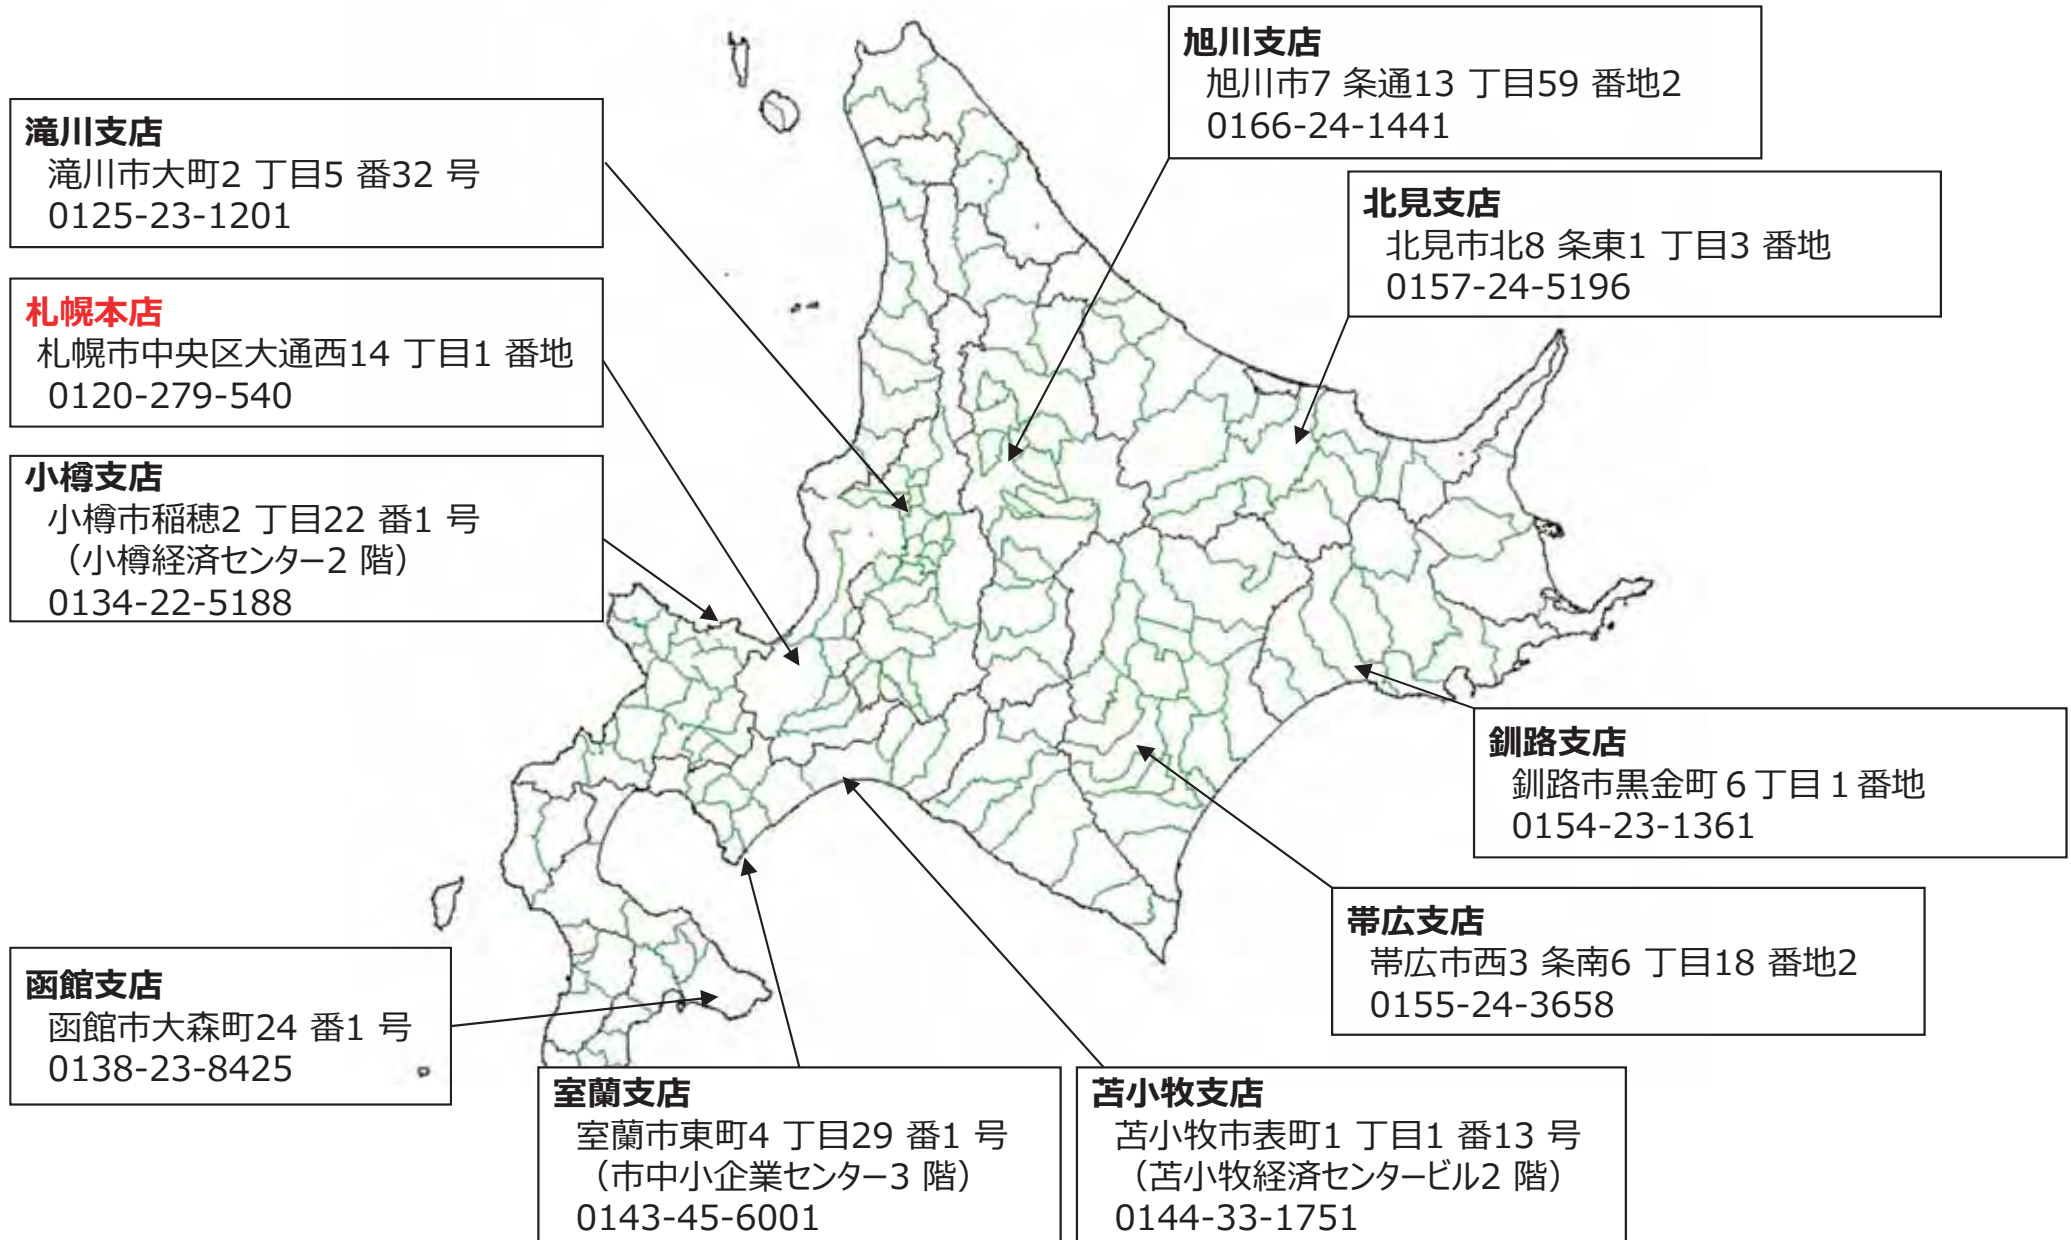 旭川支店
旭川市7 条通13 丁目59 番地2
0166-24-1441
滝川支店
滝川市大町2 丁目5 番32 号
0125-23-1201
北見支店
北見市北8 条東1 丁目3 番地
0157-24-5196
札幌本店
札幌市中央区大通西14 丁目1 番地
0120-279-540
小樽支店
小樽市稲穂2 丁目22 番1 号
（小樽経済センター2 階）
0134-22-5188
釧路支店
釧路市黒金町６丁目１番地
0154-23-1361
帯広支店
帯広市西3 条南6 丁目18 番地2
0155-24-3658
函館支店
函館市大森町24 番1 号
0138-23-8425
室蘭支店
室蘭市東町4 丁目29 番1 号
（市中小企業センター3 階）
0143-45-6001
苫小牧支店
苫小牧市表町1 丁目1 番13 号
（苫小牧経済センタービル2 階）
0144-33-1751